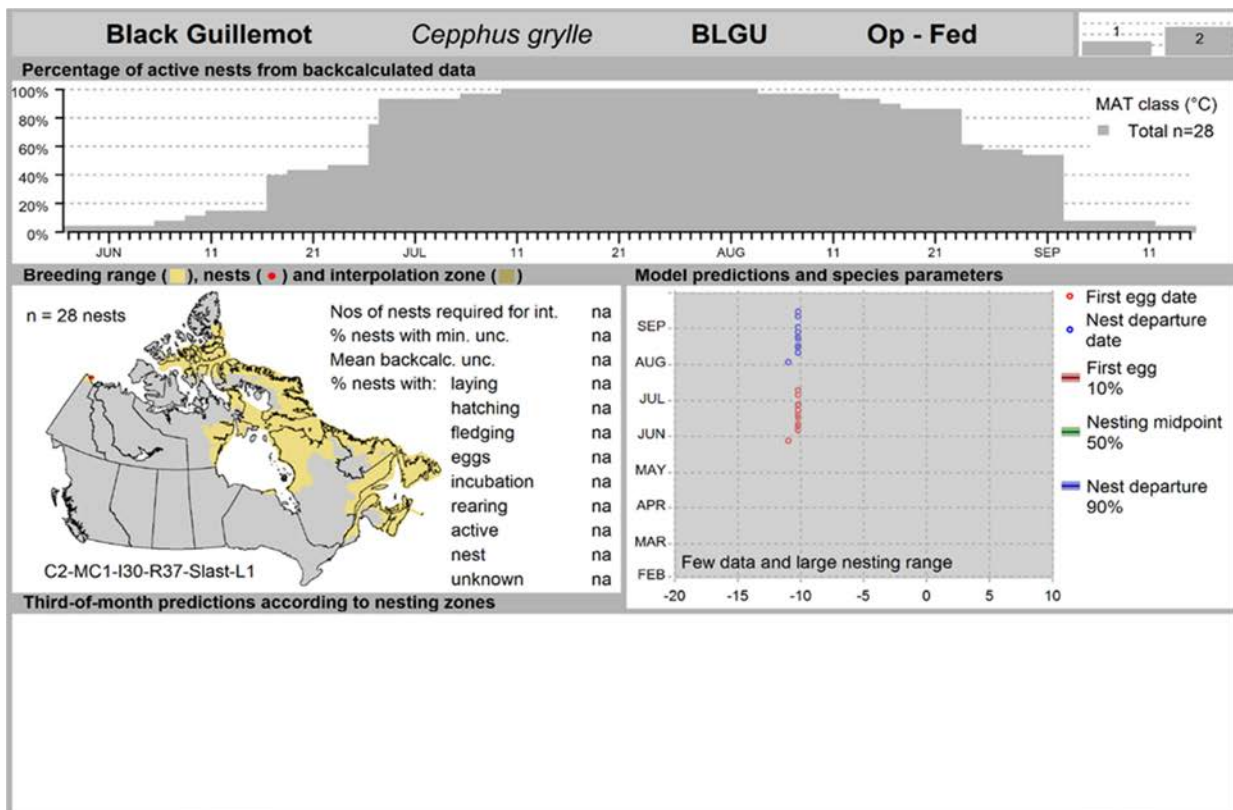 Black Guillemot Cepphus grylle BLGU Op - Fed
1 2
Percentage of active nests from backcalculated data
100%
80%
60%
40%
20%
0%
MAT class (°C)
Total n=28
JUN 11 21 JUL 11 21 AUG 11 21 SEP 11
Breeding range ( ), nests ( ) and interpolation zone ( )
n = 28 nests
Nos of nests required for int. na
% nests with min. unc. na
Mean backcalc. unc. na
% nests with: laying na
hatching na
fledging na
eggs na
incubation na
rearing na
active na
nest na
unknown na
C2-MC1-I30-R37-Slast-L1
Model predictions and species parameters
SEP
AUG
JUL
JUN
MAY
APR
MAR
FEB
Few data and large nesting range
-20 -15 -10 -5 0 5 10
First egg date
Nest departure
date
First egg
10%
Nesting midpoint
50%
Nest departure
90%
Third-of-month predictions according to nesting zones